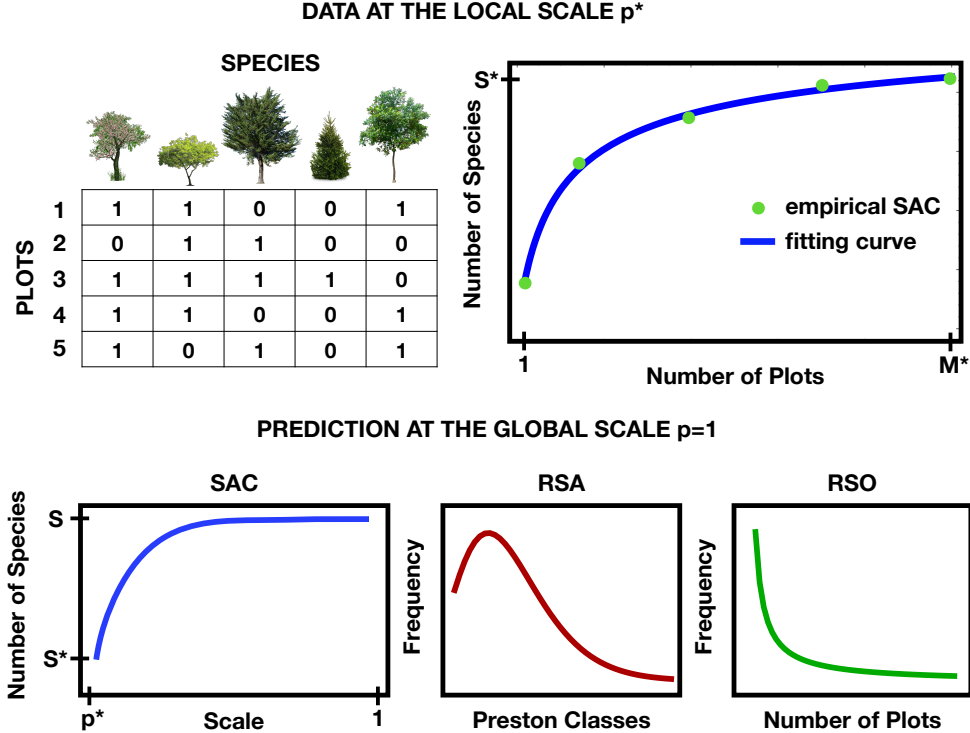 DATA AT THE LOCAL SCALE p*
SPECIES
PLOTS
1 1 1 0 0 1
2 0 1 1 0 0
3 1 1 1 1 0
4 1 1 0 0 1
5 1 0 1 0 1
Number of Species
S*
empirical SAC
fitting curve
1
M*
Number of Plots
PREDICTION AT THE GLOBAL SCALE p=1
SAC
Number of Species
S
S*
p*
Scale
1
RSA
Frequency
Preston Classes
RSO
Frequency
Number of Plots